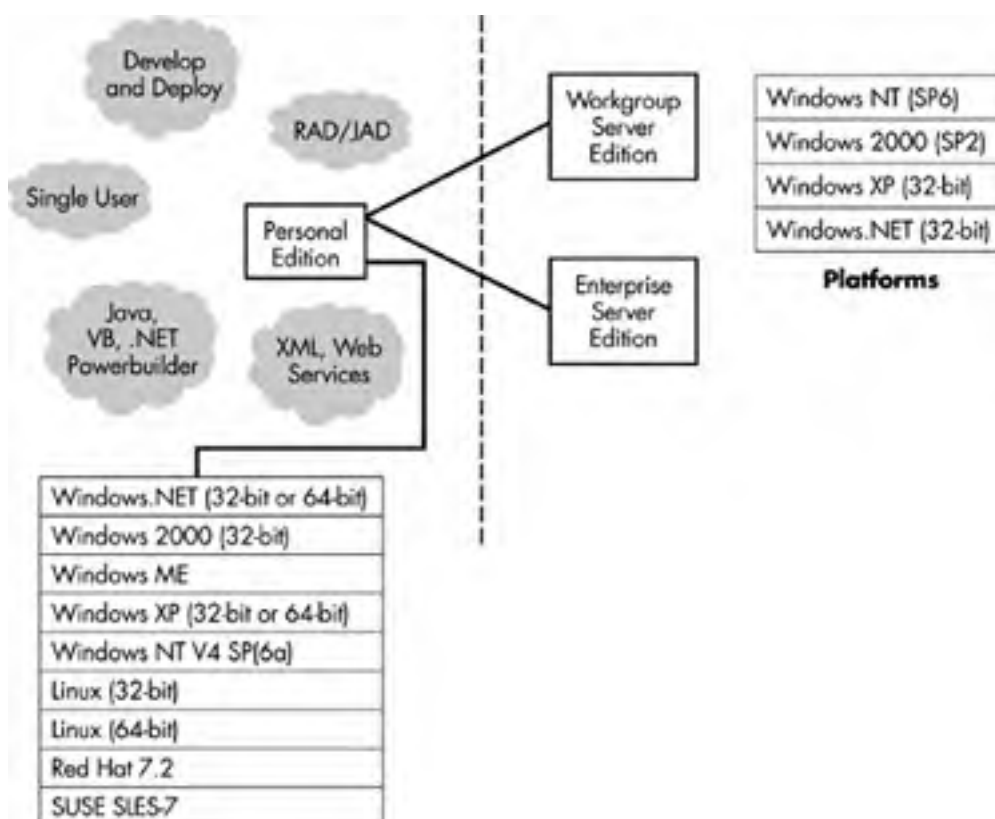 Develop
and Deploy
RAD/JAD
Single User
Personal
Edition
Java,
VB, .NET
Powerbuilder
XML, Web
Services
Workgroup
Server
Edition
Enterprise
Server
Edition
Windows NT (SP6)
Windows 2000 (SP2)
Windows XP (32-bit)
Windows.NET (32-bit)
Platforms
Windows.NET (32-bit or 64-bit)
Windows 2000 (32-bit)
Windows ME
Windows XP (32-bit or 64-bit)
Windows NT V4 SP(6a)
Linux (32-bit)
Linux (64-bit)
Red Hat 7.2
SUSE SLES-7